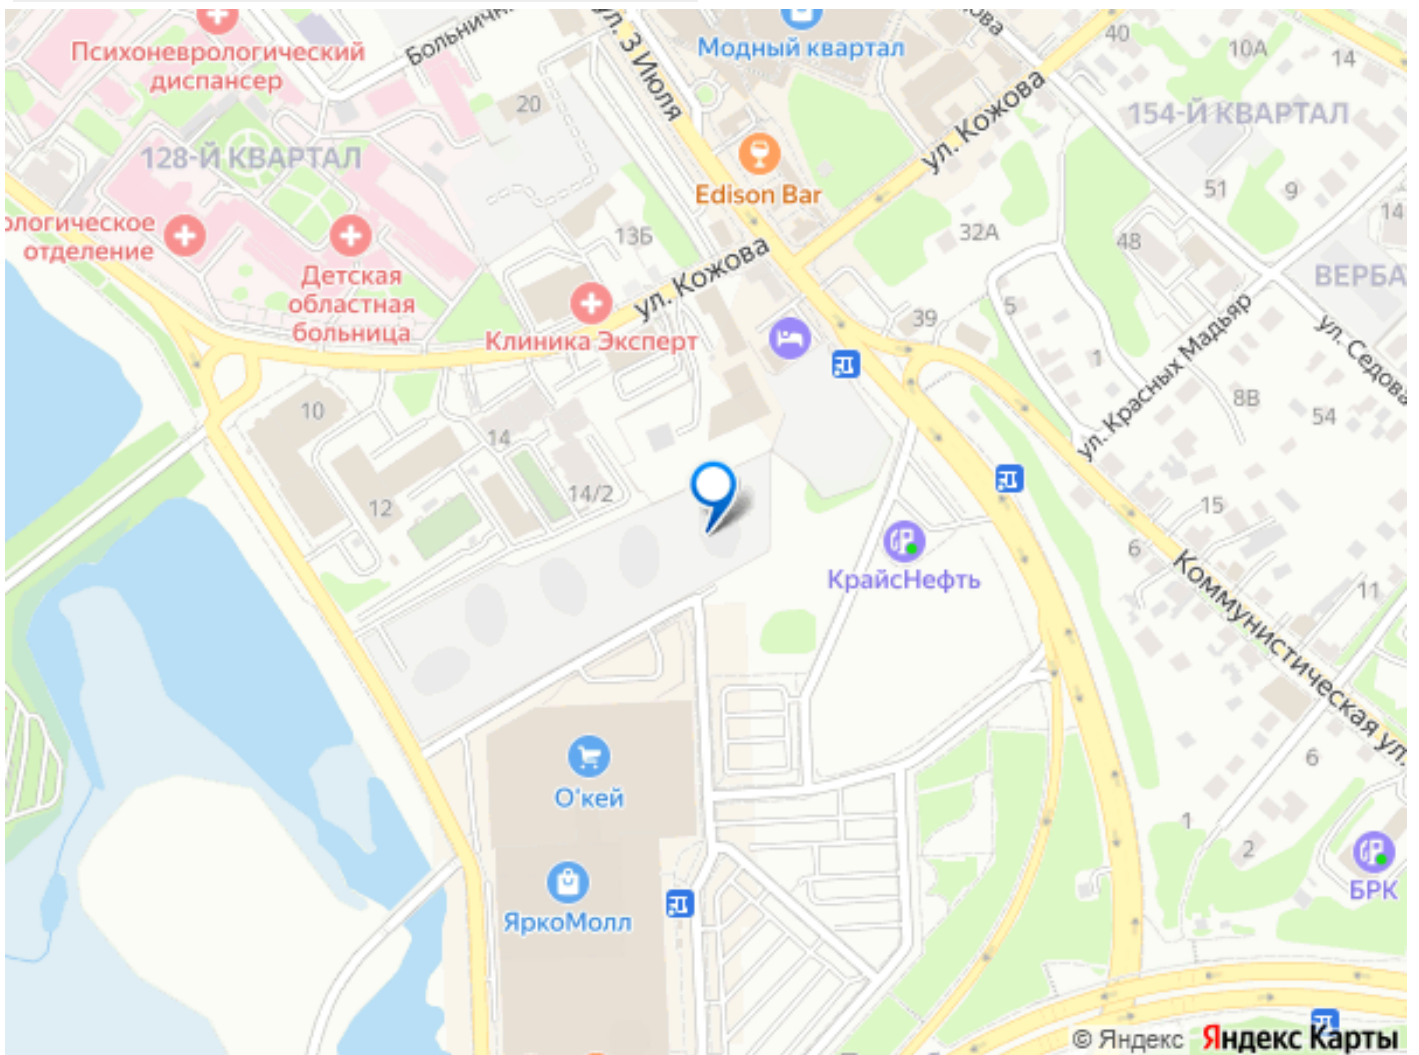 Больничн
ул. 3 Июля
Модный квартал
40
10А
14
Психоневрологический
диспансер
20
154-Й КВАРТАЛ
ул. Кожова
128-Й КВАРТАЛ
Edison Bar
51
9
14
ологическое
отделение
13Б
32А
48
Детская
областная
больница
ул. Кожова
ВЕРБА
Клиника Эксперт
39
5
1
ул. Красных Мадьяр
ул. Седова
8В
54
10
14
12
14/2
15
6
КрайсНефть
Коммунистическая ул.
11
О'кей
6
1
2
ЯркоМолл
БРК
© Яндекс Яндекс Карты